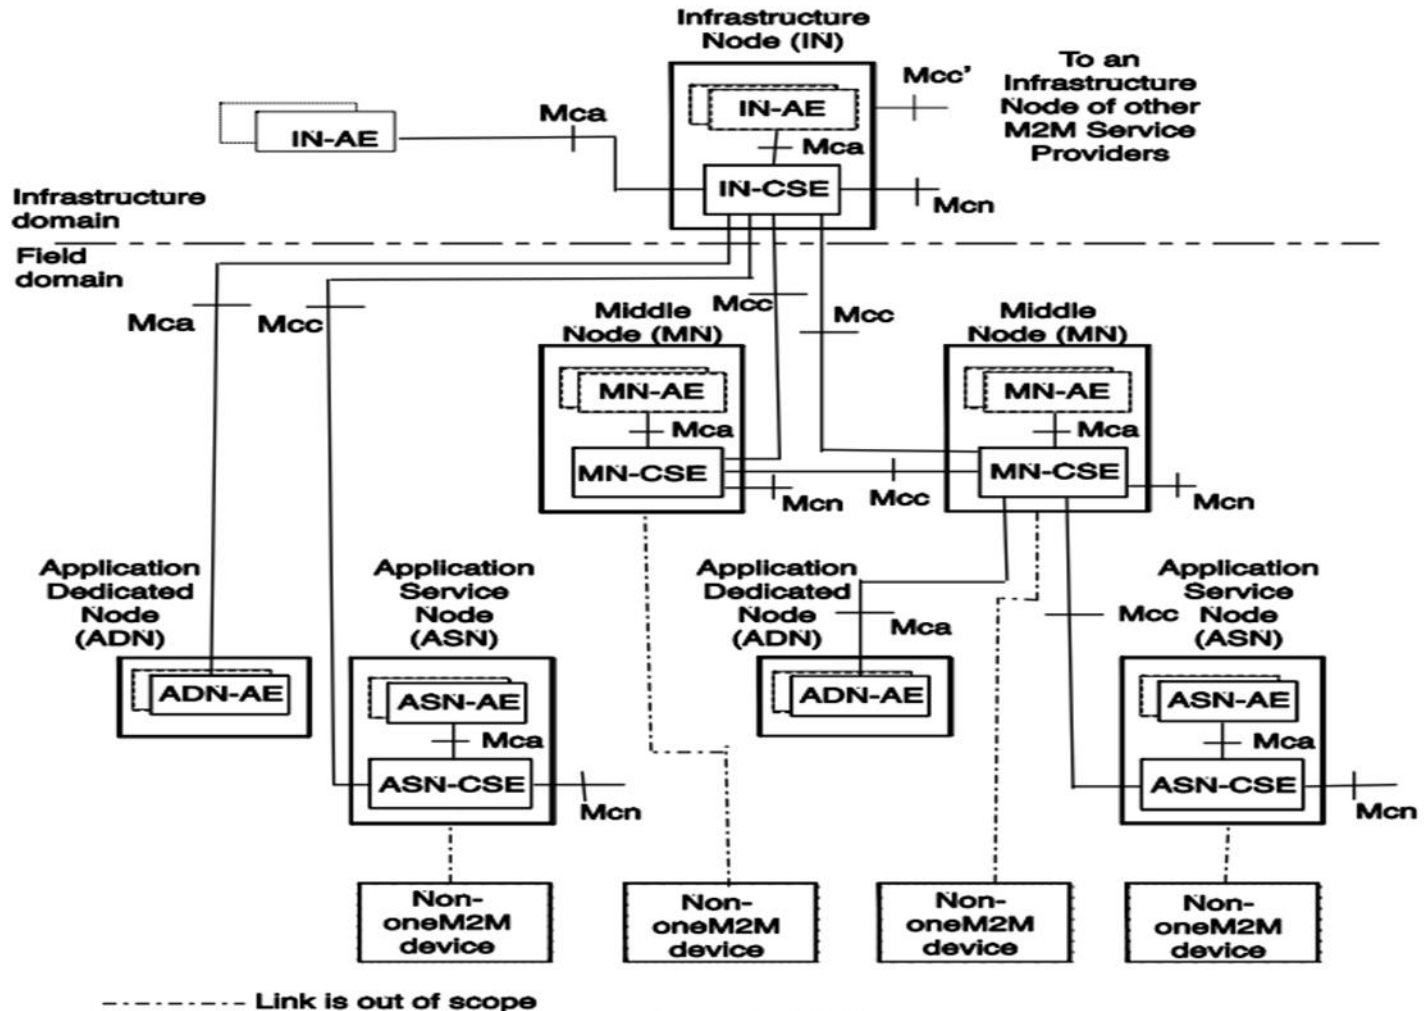 Infrastructure
Node (IN)
To an
Infrastructure
Node of other
M2M Service
Providers
Mcc'
IN-AE
Mca
IN-AE
Mca
IN-CSE
Mcn
Infrastructure
domain
Field
domain
Mca
Mcc
Mcc
Mcc
Middle
Node (MN)
Middle
Node (MN)
MN-AE
Mca
MN-CSE
Mcn
Mcc
MN-AE
Mca
MN-CSE
Mcn
Application
Dedicated
Node
(ADN)
Application
Service
Node
(ASN)
Application
Dedicated
Node
(ADN)
Mca
Mcc
Application
Service
Node
(ASN)
ADN-AE
ASN-AE
Mca
ASN-CSE
Mcn
ADN-AE
ASN-AE
Mca
ASN-CSE
Mcn
Non-
oneM2M
device
Non-
oneM2M
device
Non-
oneM2M
device
Non-
oneM2M
device
Link is out of scope